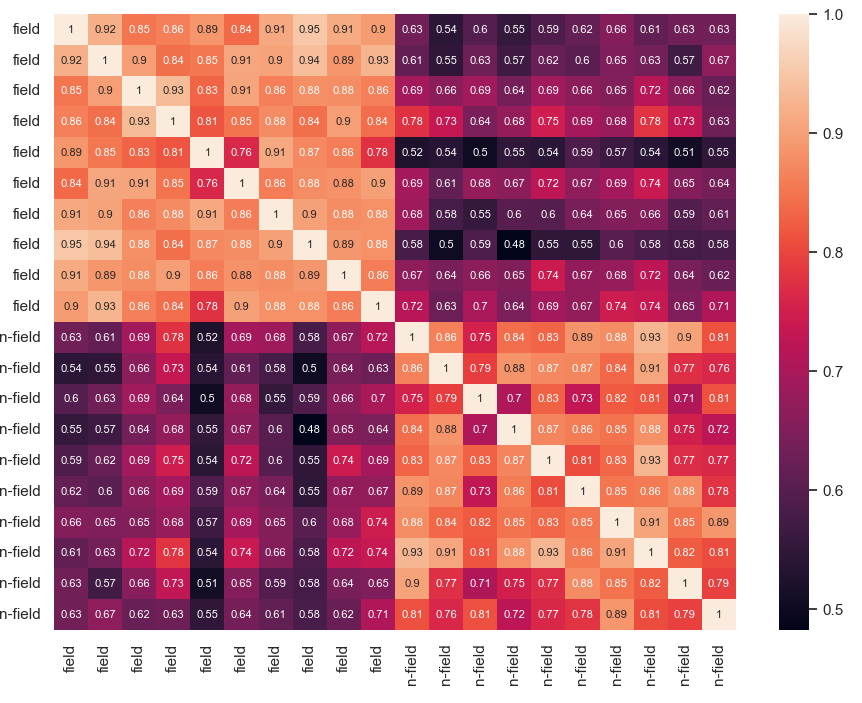 field 1 0.92 0.85 0.86 0.89 0.84 0.91 0.95 0.91 0.9 0.63 0.54 0.6 0.55 0.59 0.62 0.66 0.61 0.63 0.63
field 0.92 1 0.9 0.84 0.85 0.91 0.9 0.94 0.89 0.93 0.61 0.55 0.63 0.57 0.62 0.6 0.65 0.63 0.57 0.67
field 0.85 0.9 1 0.93 0.83 0.91 0.86 0.88 0.88 0.86 0.69 0.66 0.69 0.64 0.69 0.66 0.65 0.72 0.66 0.62
field 0.86 0.84 0.93 1 0.81 0.85 0.88 0.84 0.9 0.84 0.78 0.73 0.64 0.68 0.75 0.69 0.68 0.78 0.73 0.63
field 0.89 0.85 0.83 0.81 1 0.76 0.91 0.87 0.86 0.78 0.52 0.54 0.5 0.55 0.54 0.59 0.57 0.54 0.51 0.55
field 0.84 0.91 0.91 0.85 0.76 1 0.86 0.88 0.88 0.9 0.69 0.61 0.68 0.67 0.72 0.67 0.69 0.74 0.65 0.64
field 0.91 0.9 0.86 0.88 0.91 0.86 1 0.9 0.88 0.88 0.68 0.58 0.55 0.6 0.6 0.64 0.65 0.66 0.59 0.61
field 0.95 0.94 0.88 0.84 0.87 0.88 0.9 1 0.89 0.88 0.58 0.5 0.59 0.48 0.55 0.55 0.6 0.58 0.58 0.58
field 0.91 0.89 0.88 0.9 0.86 0.88 0.88 0.89 1 0.86 0.67 0.64 0.66 0.65 0.74 0.67 0.68 0.72 0.64 0.62
field 0.9 0.93 0.86 0.84 0.78 0.9 0.88 0.88 0.86 1 0.72 0.63 0.7 0.64 0.69 0.67 0.74 0.74 0.65 0.71
n-field 0.63 0.61 0.69 0.78 0.52 0.69 0.68 0.58 0.67 0.72 1 0.86 0.75 0.84 0.83 0.89 0.88 0.93 0.9 0.81
n-field 0.54 0.55 0.66 0.73 0.54 0.61 0.58 0.5 0.64 0.63 0.86 1 0.79 0.88 0.87 0.87 0.84 0.91 0.77 0.76
n-field 0.6 0.63 0.69 0.64 0.5 0.68 0.55 0.59 0.66 0.7 0.75 0.79 1 0.7 0.83 0.73 0.82 0.81 0.71 0.81
n-field 0.55 0.57 0.64 0.68 0.55 0.67 0.6 0.48 0.65 0.64 0.84 0.88 0.7 1 0.87 0.86 0.85 0.88 0.75 0.72
n-field 0.59 0.62 0.69 0.75 0.54 0.72 0.6 0.55 0.74 0.69 0.83 0.87 0.83 0.87 1 0.81 0.83 0.93 0.77 0.77
n-field 0.62 0.6 0.66 0.69 0.59 0.67 0.64 0.55 0.67 0.67 0.89 0.87 0.73 0.86 0.81 1 0.85 0.86 0.88 0.78
n-field 0.66 0.65 0.65 0.68 0.57 0.69 0.65 0.6 0.68 0.74 0.88 0.84 0.82 0.85 0.83 0.85 1 0.91 0.85 0.89
n-field 0.61 0.63 0.72 0.78 0.54 0.74 0.66 0.58 0.72 0.74 0.93 0.91 0.81 0.88 0.93 0.86 0.91 1 0.82 0.81
n-field 0.63 0.57 0.66 0.73 0.51 0.65 0.59 0.58 0.64 0.65 0.9 0.77 0.71 0.75 0.77 0.88 0.85 0.82 1 0.79
n-field 0.63 0.67 0.62 0.63 0.55 0.64 0.61 0.58 0.62 0.71 0.81 0.76 0.81 0.72 0.77 0.78 0.89 0.81 0.79 1
field field field field field field field field field field n-field n-field n-field n-field n-field n-field n-field n-field n-field n-field
1.0
0.9
0.8
0.7
0.6
0.5